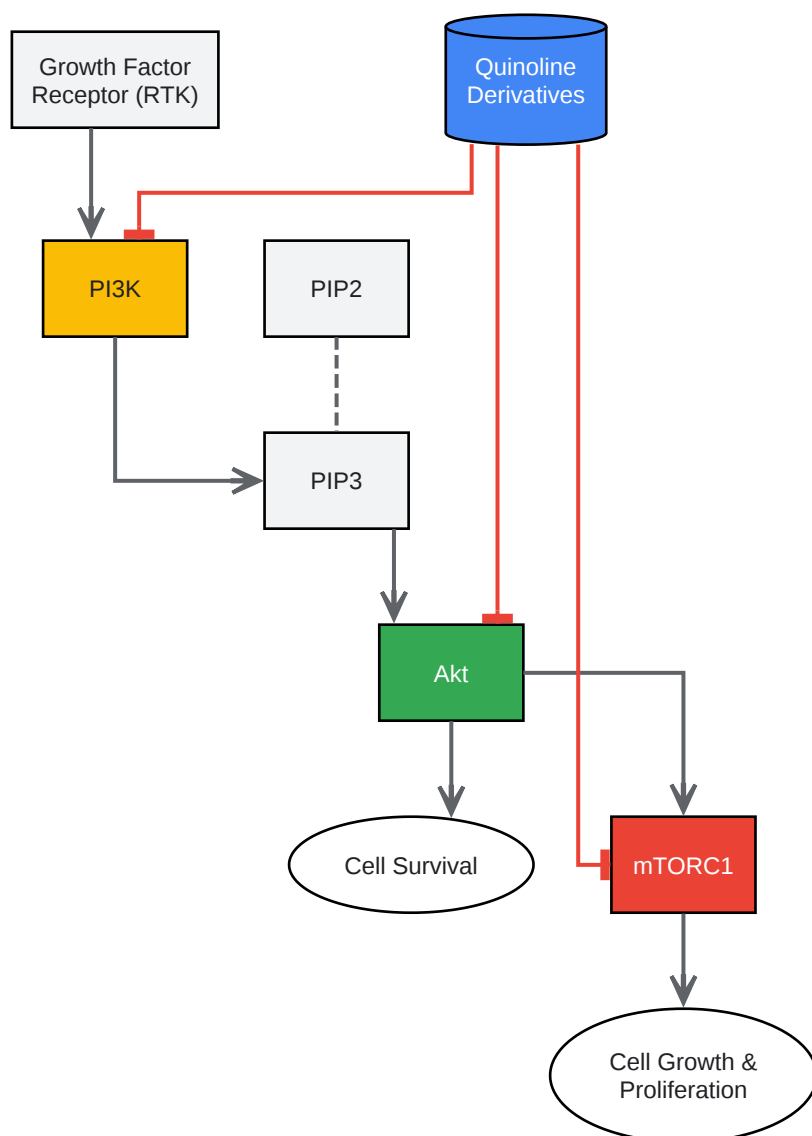 Growth Factor
Receptor (RTK)
Quinoline
Derivatives
PI3K
PIP2
PIP3
Akt
Cell Survival
mTORC1
Cell Growth &
Proliferation